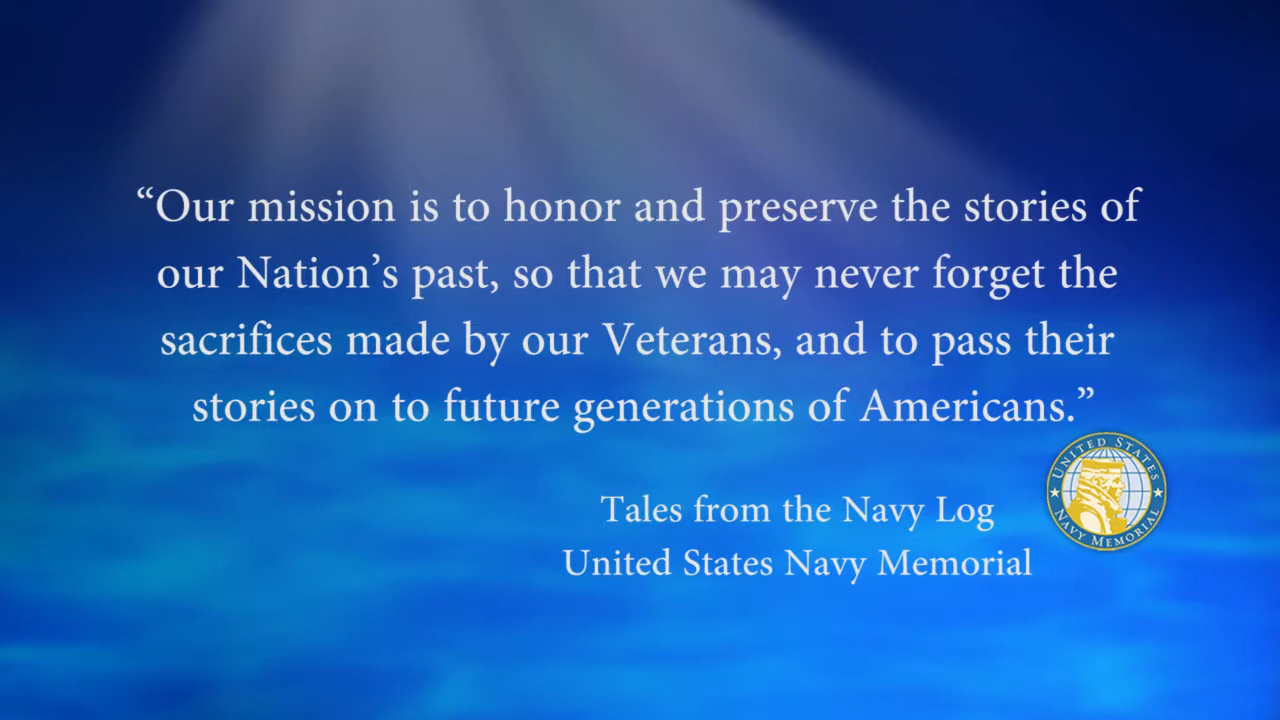 “Our mission is to honor and preserve the stories of
our Nation’s past, so that we may never forget the
sacrifices made by our Veterans, and to pass their
stories on to future generations of Americans.”
Tales from the Navy Log
United States Navy Memorial
UNITED STATES
NAVY MEMORIAL